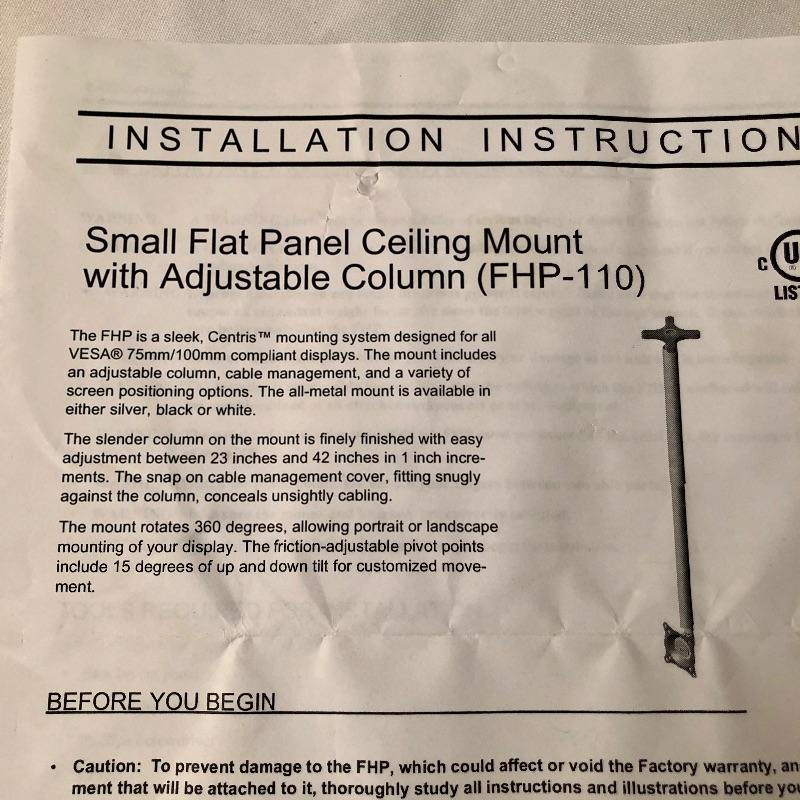 INSTALLATION INSTRUCTION
Small Flat Panel Ceiling Mount
with Adjustable Column (FHP-110)
C U
LIS
The FHP is a sleek, Centris™ mounting system designed for all
VESA® 75mm/100mm compliant displays. The mount includes
an adjustable column, cable management, and a variety of
screen positioning options. The all-metal mount is available in
either silver, black or white.
The slender column on the mount is finely finished with easy
adjustment between 23 inches and 42 inches in 1 inch incre-
ments. The snap on cable management cover, fitting snugly
against the column, conceals unsightly cabling.
The mount rotates 360 degrees, allowing portrait or landscape
mounting of your display. The friction-adjustable pivot points
include 15 degrees of up and down tilt for customized move-
ment.
BEFORE YOU BEGIN
• Caution: To prevent damage to the FHP, which could affect or void the Factory warranty, an
ment that will be attached to it, thoroughly study all instructions and illustrations before you